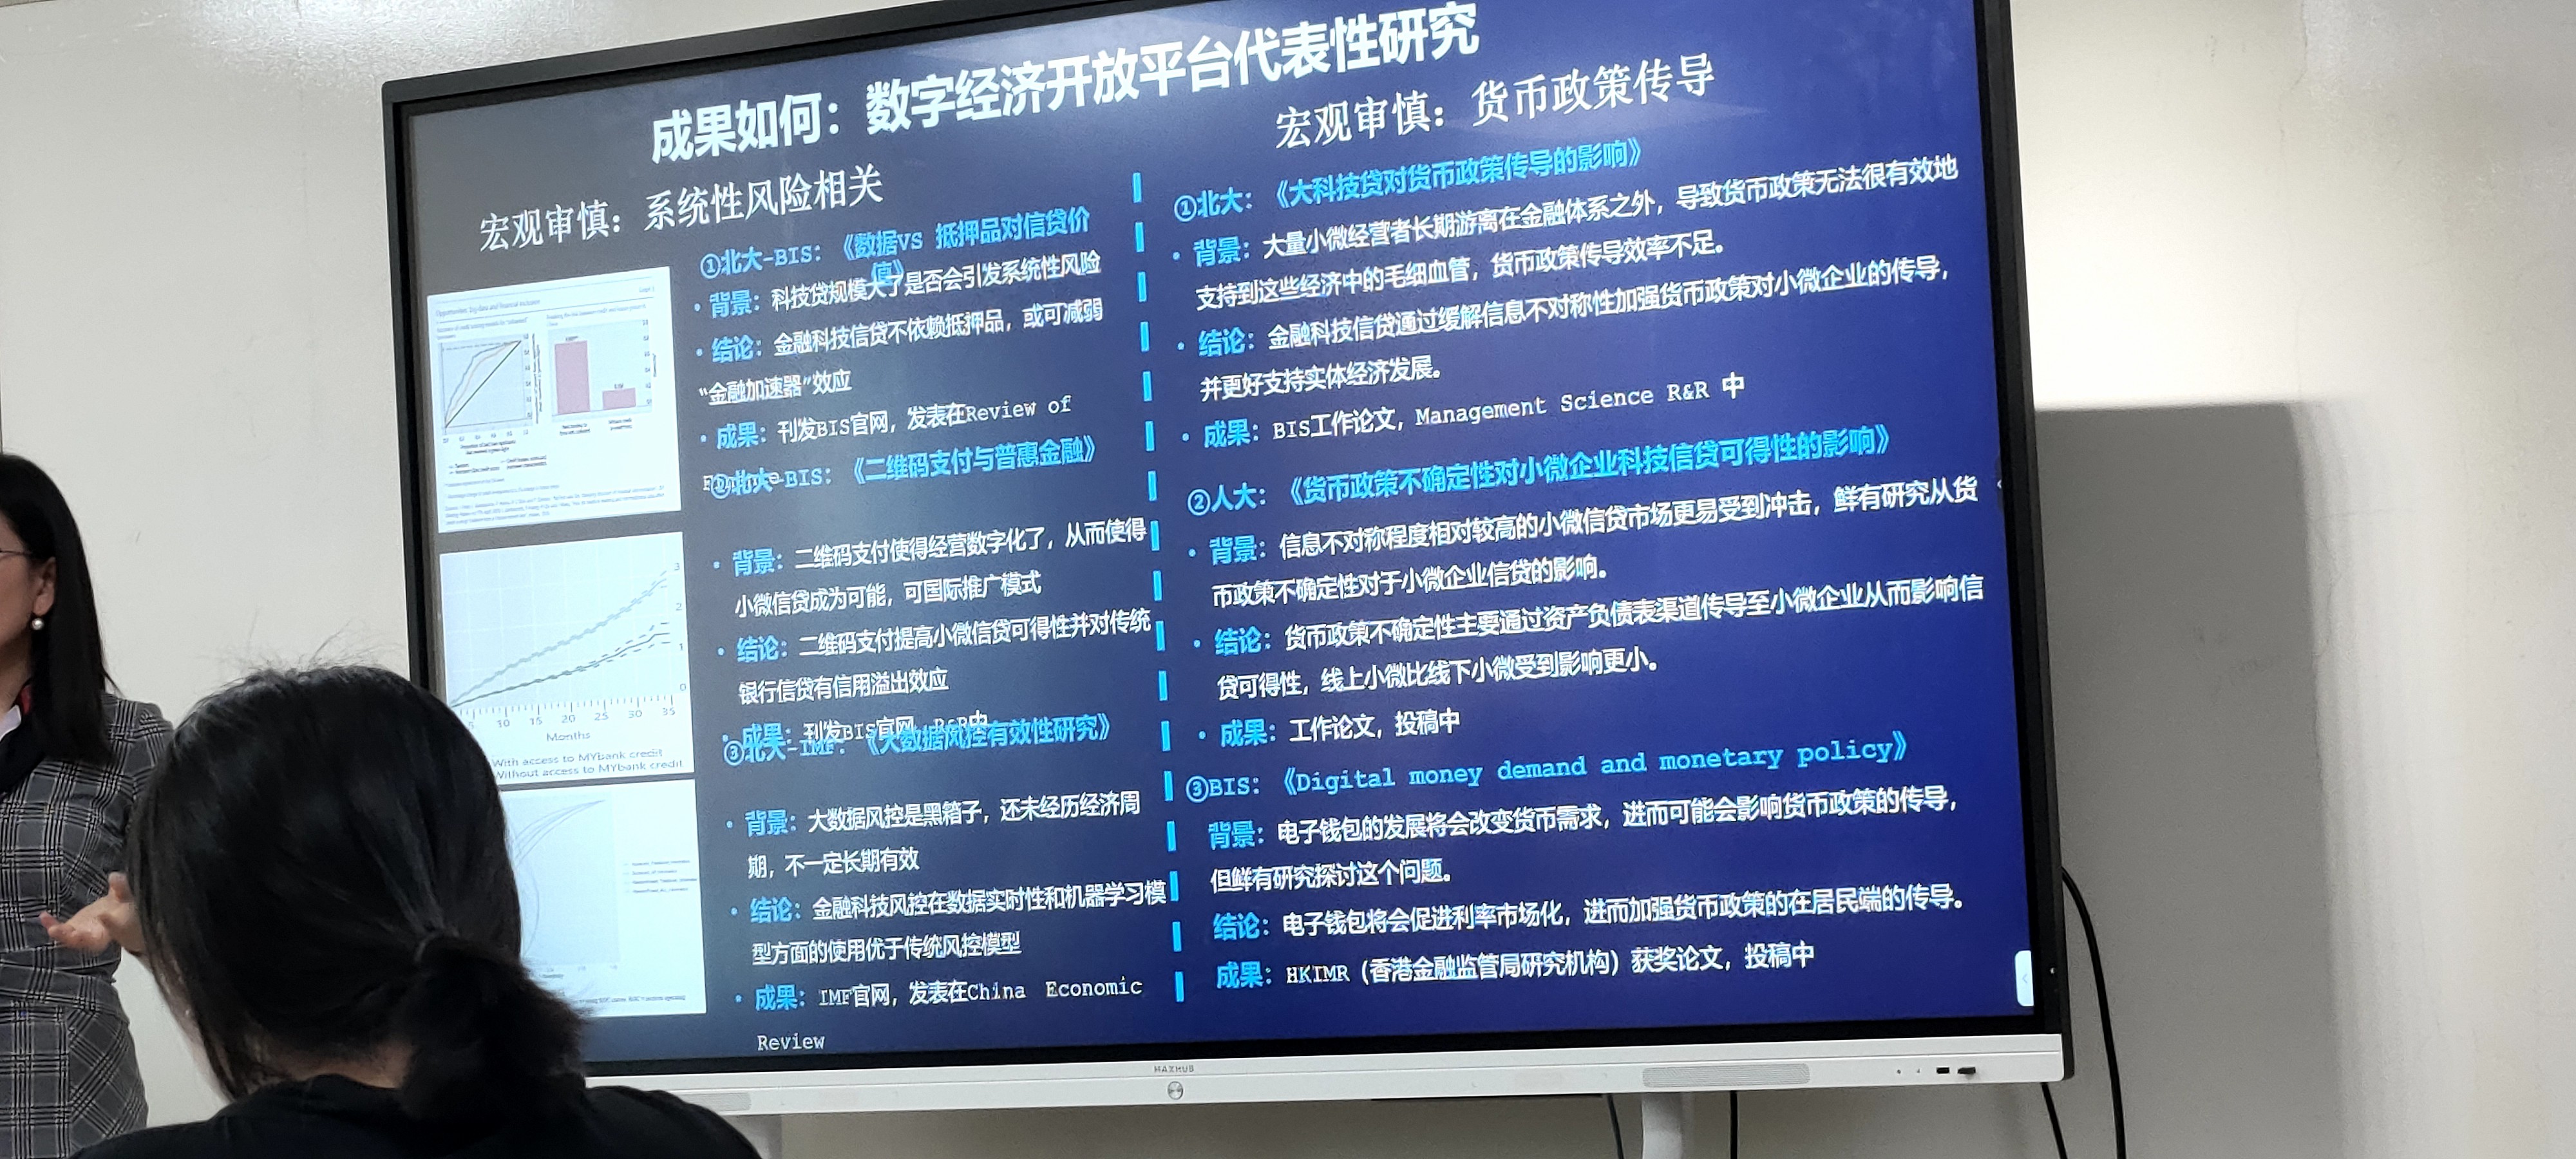 成果如何：数字经济开放平台代表性研究
宏观审慎：系统性风险相关
①北大-BIS：《数据VS 抵押品对信贷价
值》
• 背景：科技贷规模大了是否会引发系统性风险
• 结论：金融科技信贷不依赖抵押品，或可减弱
“金融加速器”效应
• 成果：刊发BIS官网，发表在Review of
②北大-BIS：《二维码支付与普惠金融》
• 背景：二维码支付使得经营数字化了，从而使得
小微信贷成为可能，可国际推广模式
• 结论：二维码支付提高小微信贷可得性并对传统
银行信贷有信用溢出效应
• 成果：刊发BIS官网，R&R中
③北大-IMF：《大数据风控有效性研究》
• 背景：大数据风控是黑箱子，还未经历经济周
期，不一定长期有效
• 结论：金融科技风控在数据实时性和机器学习模
型方面的使用优于传统风控模型
• 成果：IMF官网，发表在China Economic
Review
宏观审慎：货币政策传导
①北大：《大科技贷对货币政策传导的影响》
• 背景：大量小微经营者长期游离在金融体系之外，导致货币政策无法很有效地
支持到这些经济中的毛细血管，货币政策传导效率不足。
• 结论：金融科技信贷通过缓解信息不对称性加强货币政策对小微企业的传导，
并更好支持实体经济发展。
• 成果：BIS工作论文，Management Science R&R 中
②人大：《货币政策不确定性对小微企业科技信贷可得性的影响》
• 背景：信息不对称程度相对较高的小微信贷市场更易受到冲击，鲜有研究从货
币政策不确定性对于小微企业信贷的影响。
• 结论：货币政策不确定性主要通过资产负债表渠道传导至小微企业从而影响信
贷可得性，线上小微比线下小微受到影响更小。
• 成果：工作论文，投稿中
③BIS：《Digital money demand and monetary policy》
背景：电子钱包的发展将会改变货币需求，进而可能会影响货币政策的传导，
但鲜有研究探讨这个问题。
结论：电子钱包将会促进利率市场化，进而加强货币政策的在居民端的传导。
成果：HKIMR（香港金融监管局研究机构）获奖论文，投稿中
3
2
1
0
5 10 15 20 25 30 35
Months
With access to MYbank credit
Without access to MYbank credit
MAXHUB